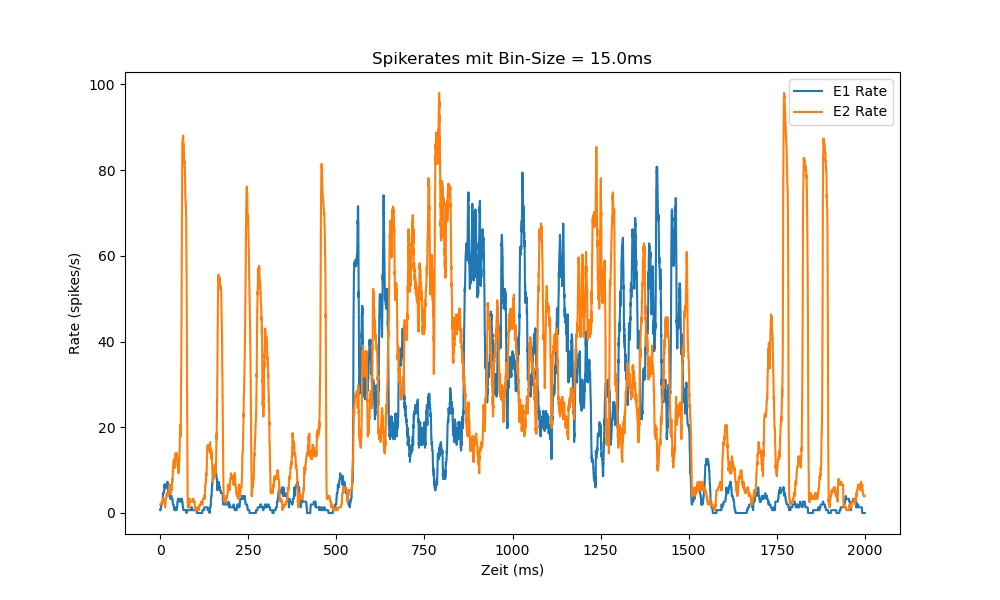 Spikerates mit Bin-Size = 15.0ms
E1 Rate
E2 Rate
100
80
60
40
20
0
Rate (spikes/s)
0 250 500 750 1000 1250 1500 1750 2000
Zeit (ms)